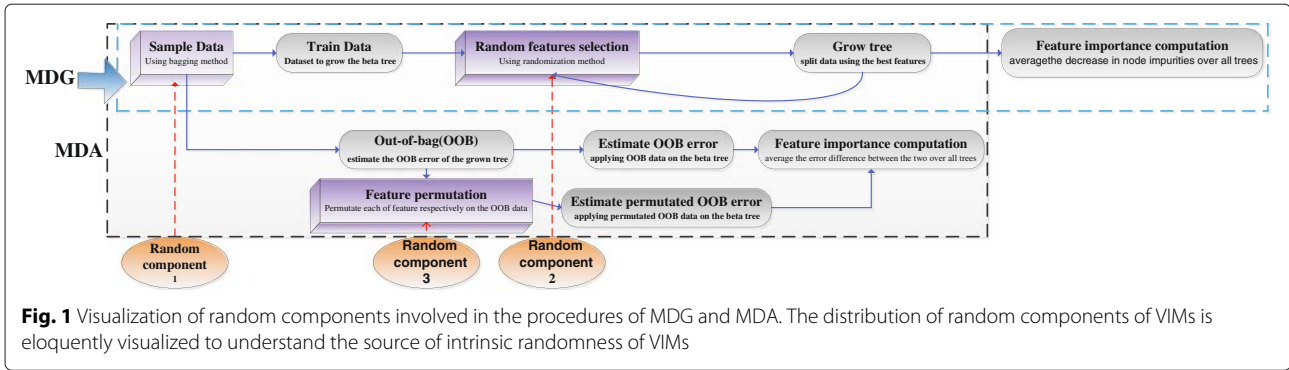 MDG
Sample Data
Using bagging method
Train Data
Dataset to grow the beta tree
Random features selection
Using randomization method
Grow tree
split data using the best features
Feature importance computation
averagethe decrease in node impurities over all trees
MDA
Out-of-bag(OOB)
estimate the OOB error of the grown tree
Estimate OOB error
applying OOB data on the beta tree
Feature importance computation
average the error difference between the two over all trees
Feature permutation
Permutate each of feature respectively on the OOB data
Estimate permutated OOB error
applying permutated OOB data on the beta tree
Random
component
1
Random
component
3
Random
component
2
Fig. 1 Visualization of random components involved in the procedures of MDG and MDA. The distribution of random components of VIMs is
eloquently visualized to understand the source of intrinsic randomness of VIMs